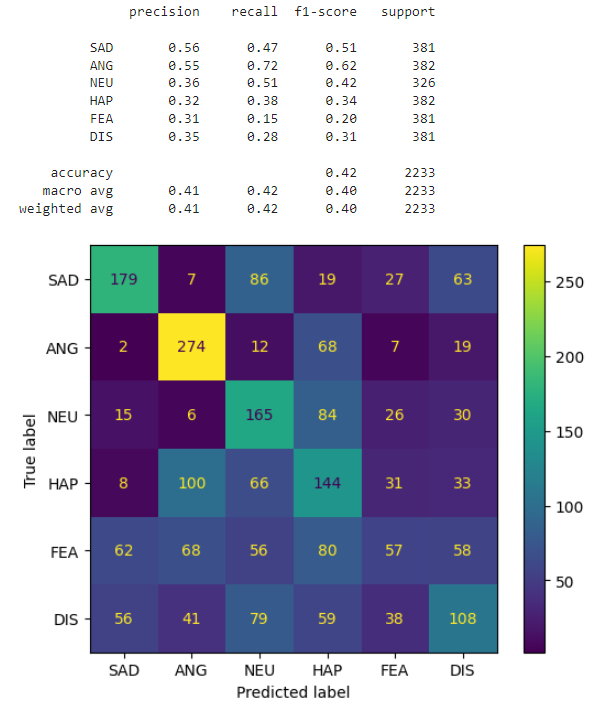 precision recall f1-score support
SAD 0.56 0.47 0.51 381
ANG 0.55 0.72 0.62 382
NEU 0.36 0.51 0.42 326
HAP 0.32 0.38 0.34 382
FEA 0.31 0.15 0.20 381
DIS 0.35 0.28 0.31 381
accuracy 0.42 2233
macro avg 0.41 0.42 0.40 2233
weighted avg 0.41 0.42 0.40 2233
SAD 179 7 86 19 27 63
ANG 2 274 12 68 7 19
NEU 15 6 165 84 26 30
HAP 8 100 66 144 31 33
FEA 62 68 56 80 57 58
DIS 56 41 79 59 38 108
SAD ANG NEU HAP FEA DIS
Predicted label
True label
250
200
150
100
50